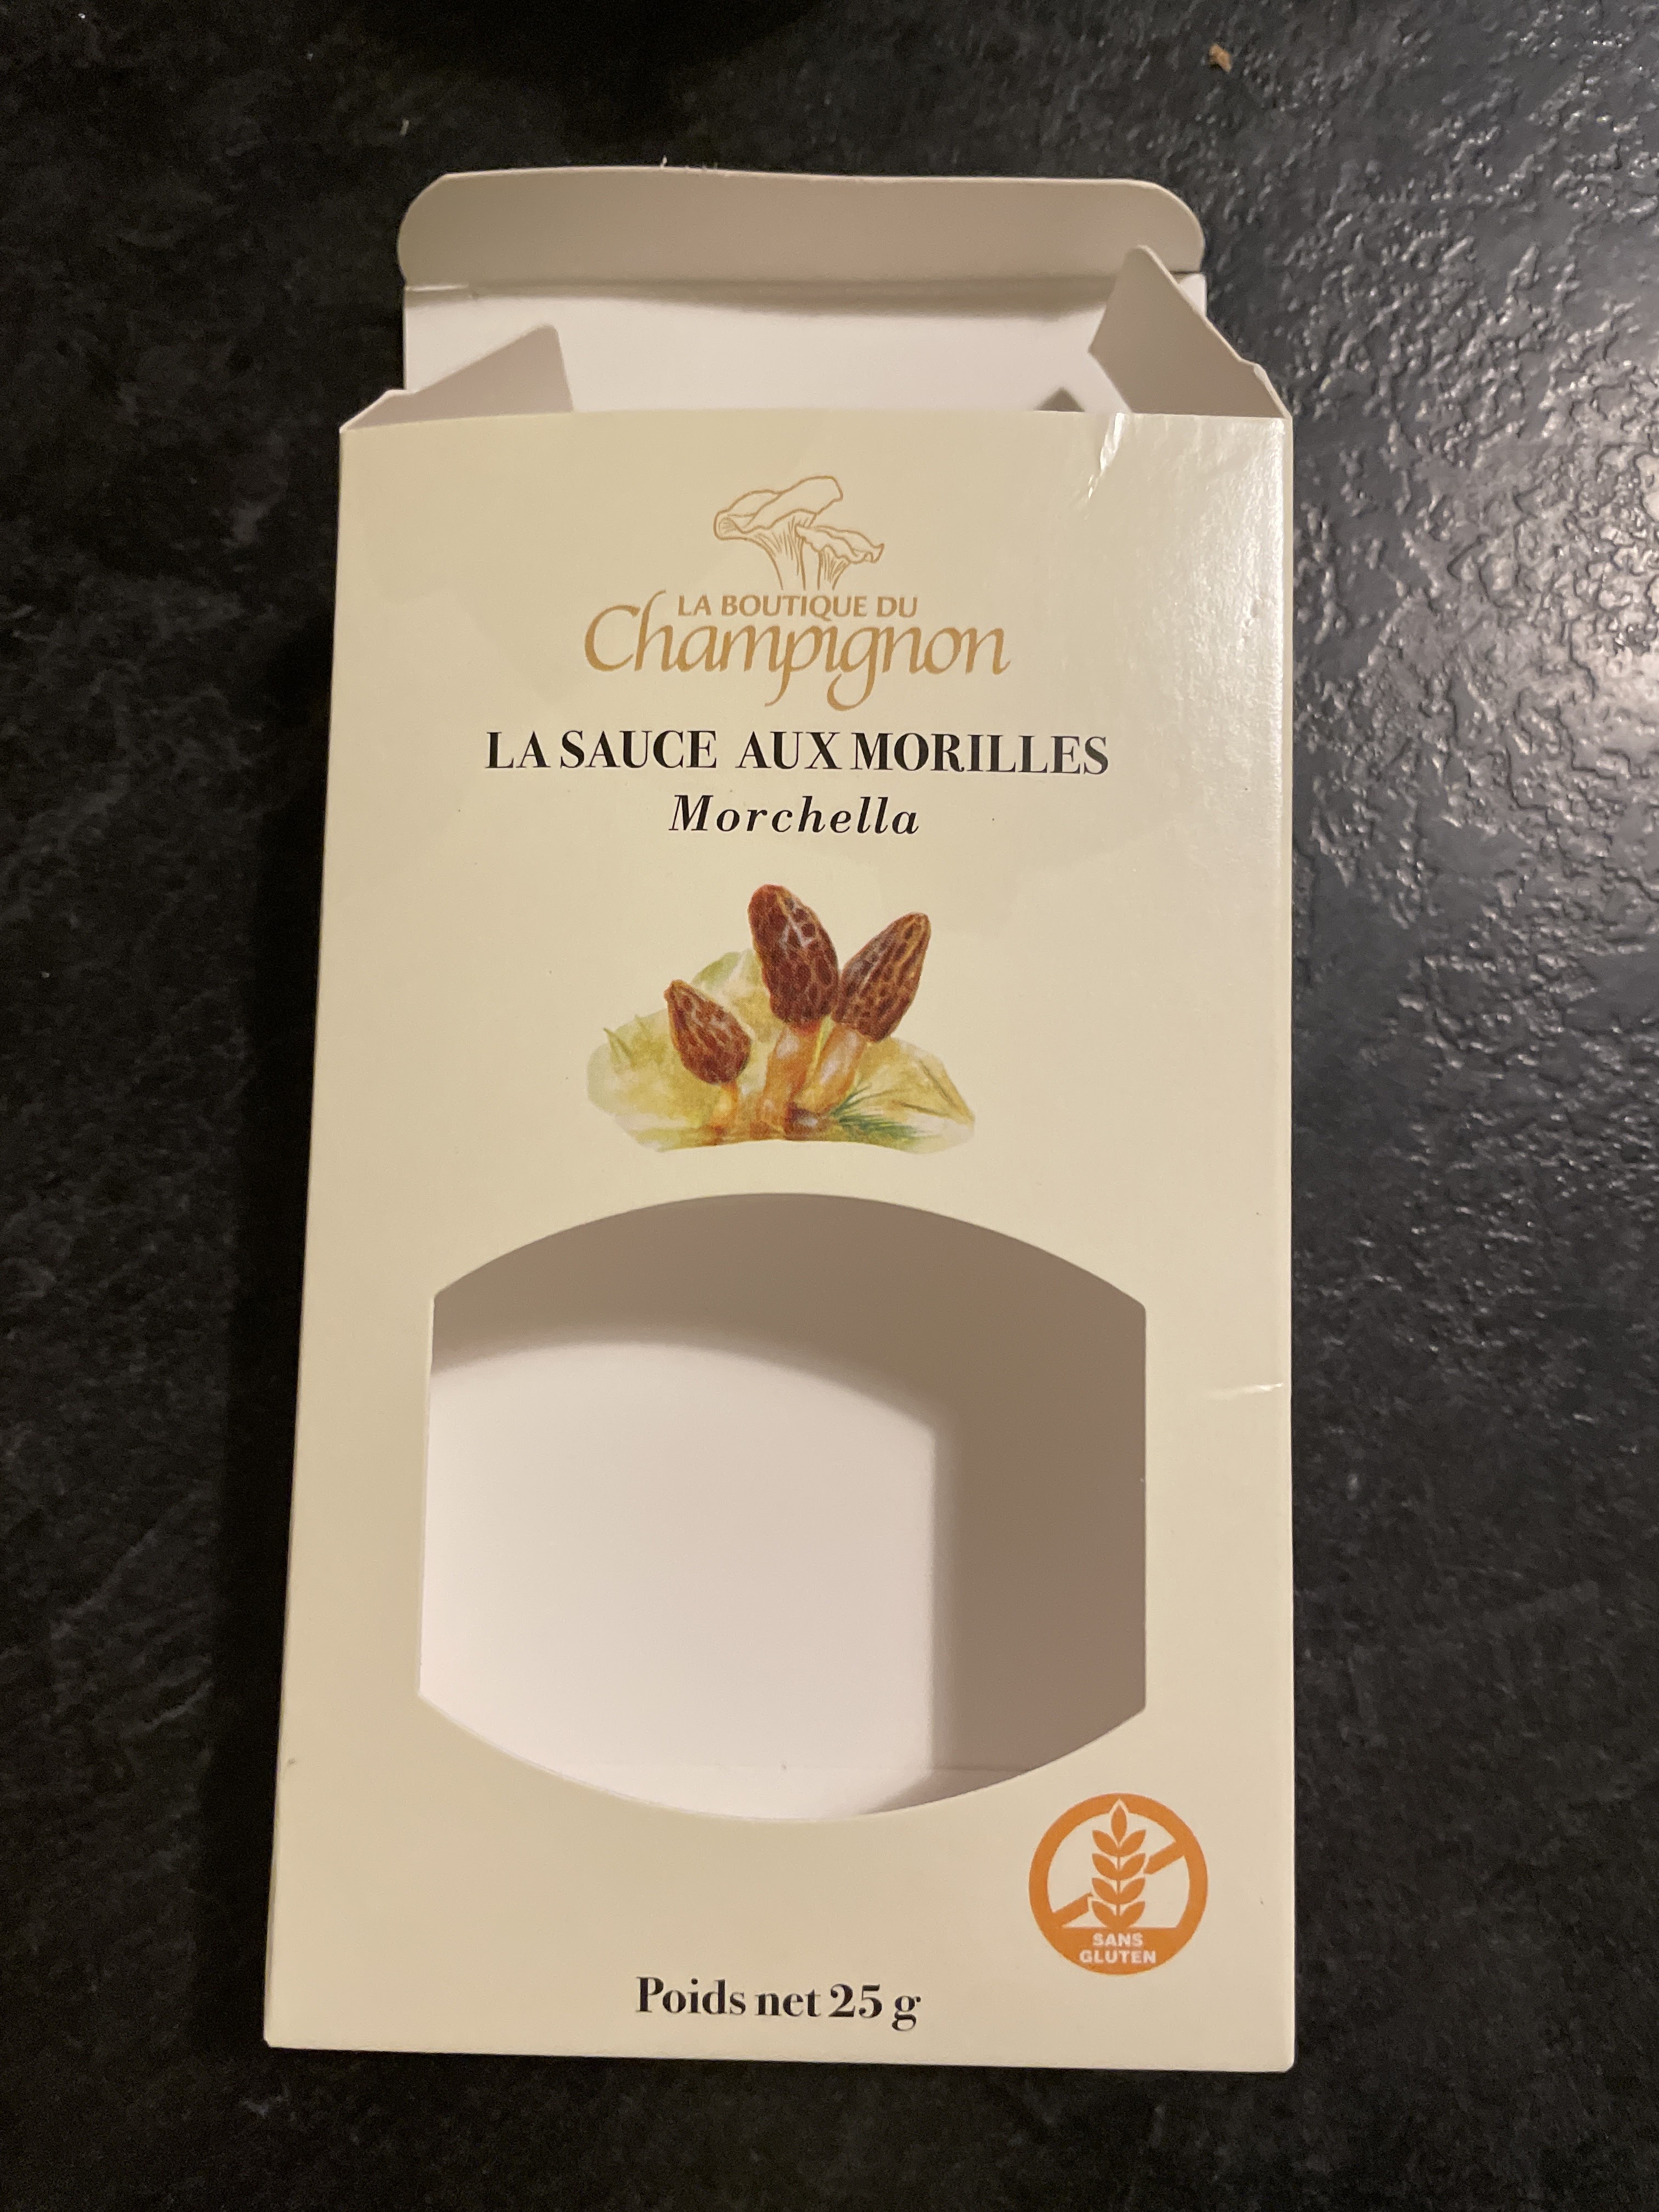 LA BOUTIQUE DU
Champignon
LA SAUCE AUX MORILLES
Morchella
SANS
GLUTEN
Poids net 25 g